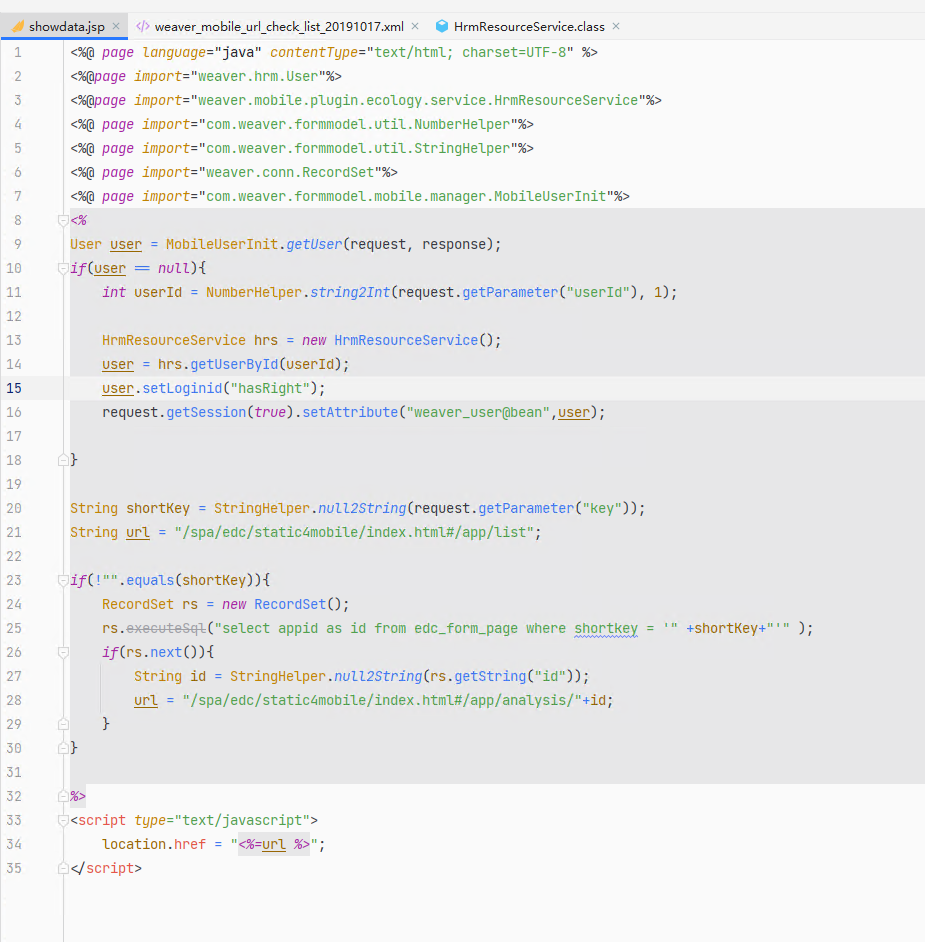 showdata.jsp × </> weaver_mobile_url_check_list_20191017.xml × HrmResourceService.class ×
1 <%@ page language="java" contentType="text/html; charset=UTF-8" %>
2 <%@page import="weaver.hrm.User"%>
3 <%@page import="weaver.mobile.plugin.ecology.service.HrmResourceService"%>
4 <%@ page import="com.weaver.formmodel.util.NumberHelper"%>
5 <%@ page import="com.weaver.formmodel.util.StringHelper"%>
6 <%@ page import="weaver.conn.RecordSet"%>
7 <%@ page import="com.weaver.formmodel.mobile.manager.MobileUserInit"%>
8 <%
9 User user = MobileUserInit.getUser(request, response);
10 if(user == null){
11     int userId = NumberHelper.string2Int(request.getParameter("userId"), 1);
12
13     HrmResourceService hrs = new HrmResourceService();
14     user = hrs.getUserById(userId);
15     user.setLoginid("hasRight");
16     request.getSession(true).setAttribute("weaver_user@bean",user);
17
18 }
19
20 String shortKey = StringHelper.null2String(request.getParameter("key"));
21 String url = "/spa/edc/static4mobile/index.html#/app/list";
22
23 if(!"".equals(shortKey)){
24     RecordSet rs = new RecordSet();
25     rs.executeSql("select appid as id from edc_form_page where shortkey = '" +shortKey+"'" );
26     if(rs.next()){
27         String id = StringHelper.null2String(rs.getString("id"));
28         url = "/spa/edc/static4mobile/index.html#/app/analysis/"+id;
29     }
30 }
31
32 %>
33 <script type="text/javascript">
34     location.href = "<%=url %>";
35 </script>